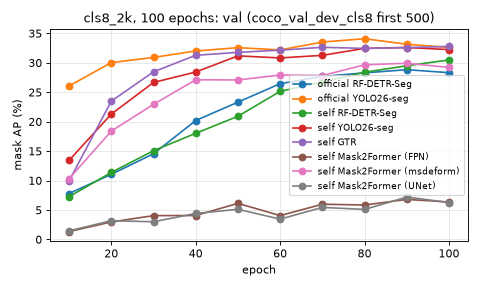 cls8_2k, 100 epochs: val (coco_val_dev_cls8 first 500)
mask AP (%)
35
30
25
20
15
10
5
0
official RF-DETR-Seg
official YOLO26-seg
self RF-DETR-Seg
self YOLO26-seg
self GTR
self Mask2Former (FPN)
self Mask2Former (msdeform)
self Mask2Former (UNet)
20 40 60 80 100
epoch